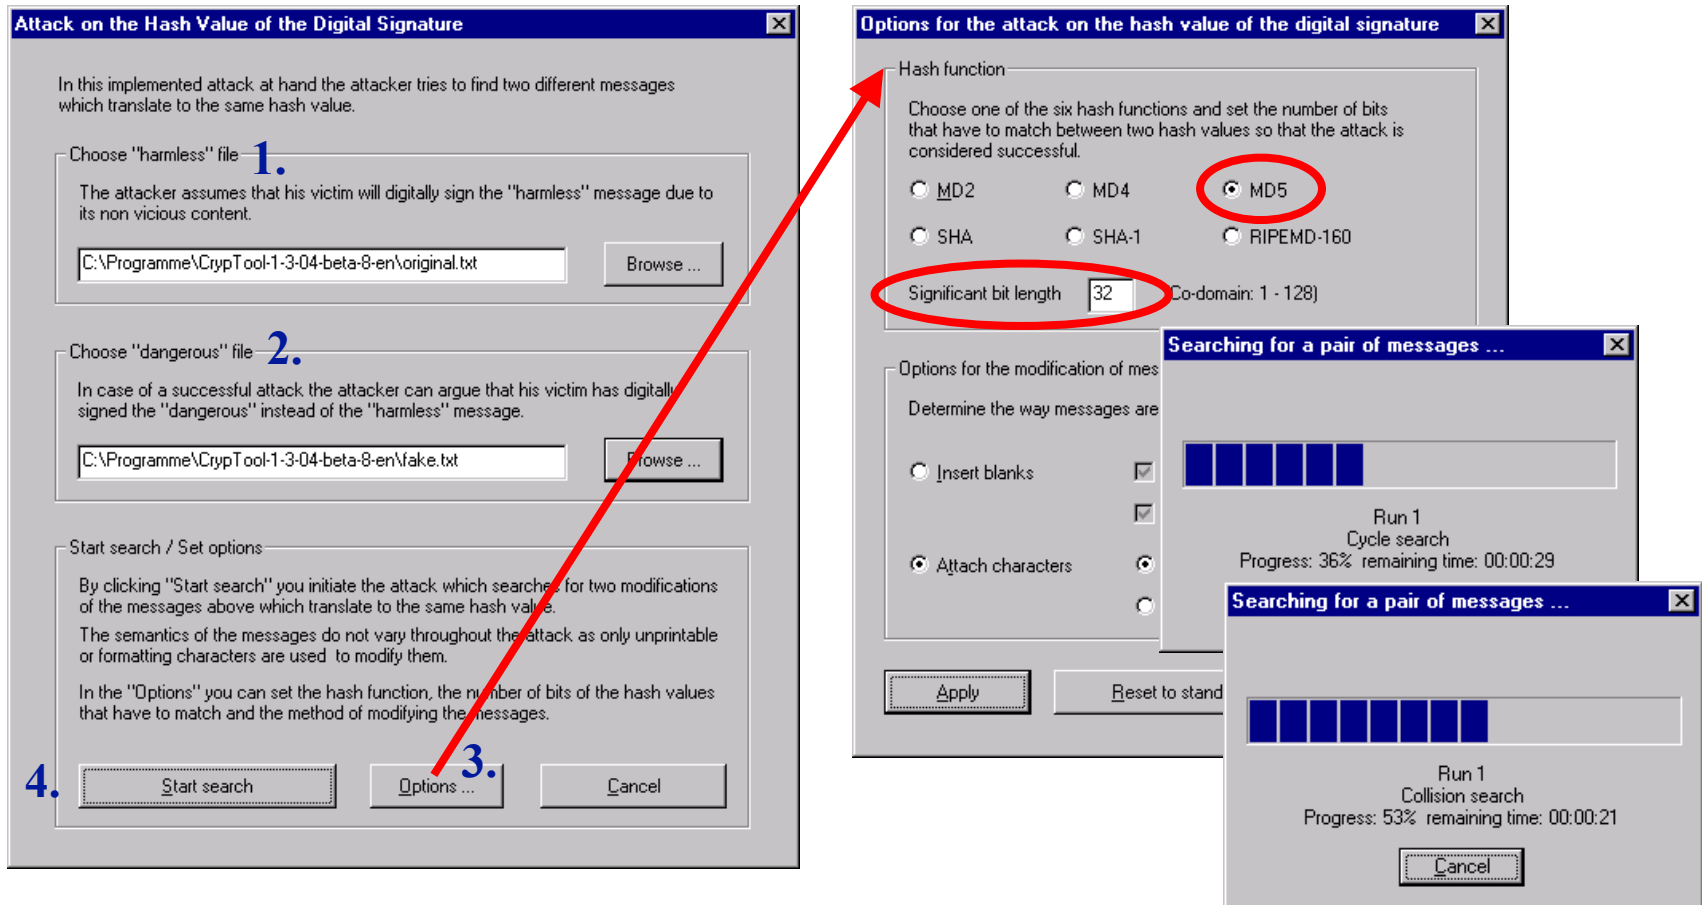 Attack on the Hash Value of the Digital Signature
In this implemented attack at hand the attacker tries to find two different messages
which translate to the same hash value.
Choose "harmless" file
1.
The attacker assumes that his victim will digitally sign the "harmless" message due to
its non vicious content.
C:\Programme\CrypTool-1-3-04-beta-8-en\original.txt
Browse ...
Choose "dangerous" file
2.
In case of a successful attack the attacker can argue that his victim has digitally
signed the "dangerous" instead of the "harmless" message.
C:\Programme\CrypTool-1-3-04-beta-8-en\fake.txt
Browse ...
Start search / Set options
By clicking "Start search" you initiate the attack which searches for two modifications
of the messages above which translate to the same hash value.
The semantics of the messages do not vary throughout the attack as only unprintable
or formatting characters are used to modify them.
In the "Options" you can set the hash function, the number of bits of the hash values
that have to match and the method of modifying the messages.
4.
Start search
3.
Options ...
Cancel
Options for the attack on the hash value of the digital signature
Hash function
Choose one of the six hash functions and set the number of bits
that have to match between two hash values so that the attack is
considered successful.
MD2 MD4 MD5
SHA SHA-1 RIPEMD-160
Significant bit length 32 Co-domain: 1 - 128)
Options for the modification of mes
Determine the way messages are
Insert blanks
Attach characters
Apply
Reset to stand
Searching for a pair of messages ...
Run 1
Cycle search
Progress: 36% remaining time: 00:00:29
Searching for a pair of messages ...
Run 1
Collision search
Progress: 53% remaining time: 00:00:21
Cancel